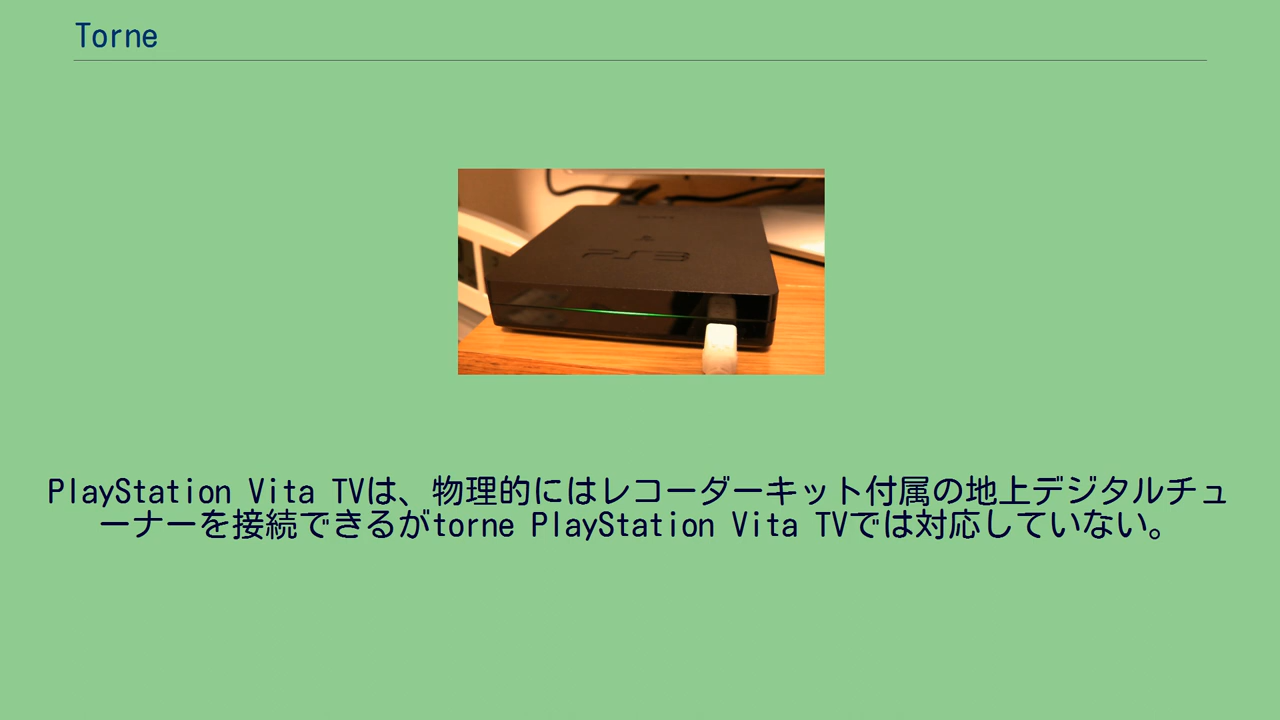 Torne
PS3
PlayStation Vita TVは、物理的にはレコーダーキット付属の地上デジタルチュ
ーナーを接続できるがtorne PlayStation Vita TVでは対応していない。